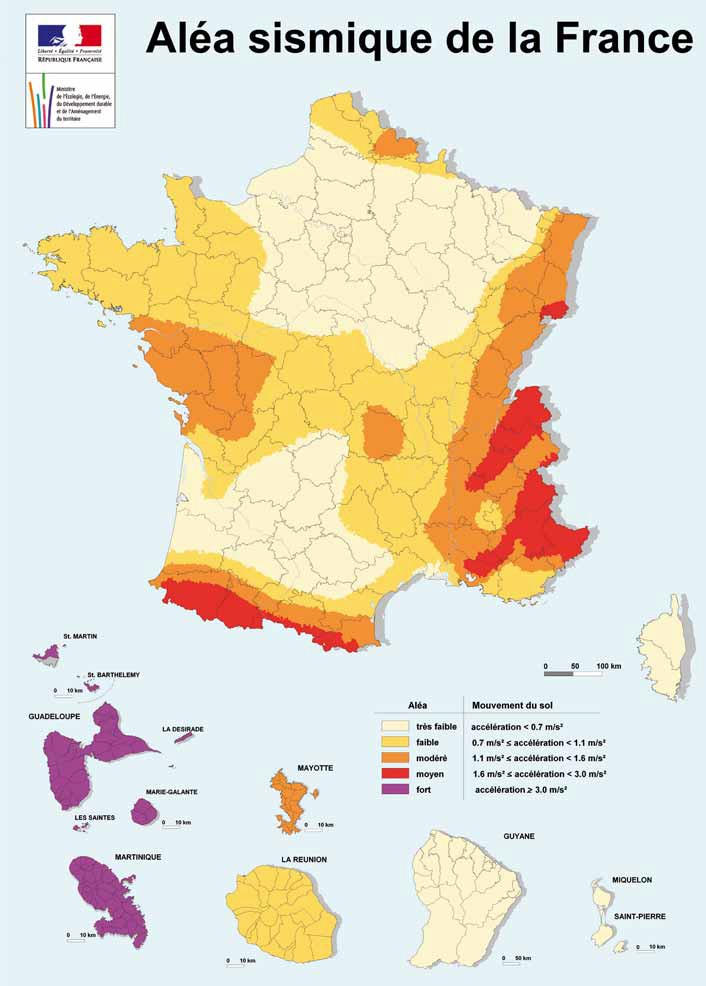 Aléa sismique de la France
Liberté • Égalité • Fraternité
RÉPUBLIQUE FRANÇAISE
Ministère
de l'Ecologie, de l'Energie,
du Développement durable
et de l'Aménagement
du territoire
St. MARTIN
0 10 km
St. BARTHELEMY
GUADELOUPE
LA DESIRADE
MARIE-GALANTE
0 10 km
LES SAINTES
MARTINIQUE
0 10 km
MAYOTTE
0 10 km
LA REUNION
0 10 km
GUYANE
0 50 km
MIQUELON
SAINT-PIERRE
0 10 km
0 50 100 km
Aléa Mouvement du sol
très faible accélération < 0.7 m/s²
faible 0.7 m/s² ≤ accélération < 1.1 m/s²
modéré 1.1 m/s² ≤ accélération < 1.6 m/s²
moyen 1.6 m/s² ≤ accélération < 3.0 m/s²
fort accélération ≥ 3.0 m/s²